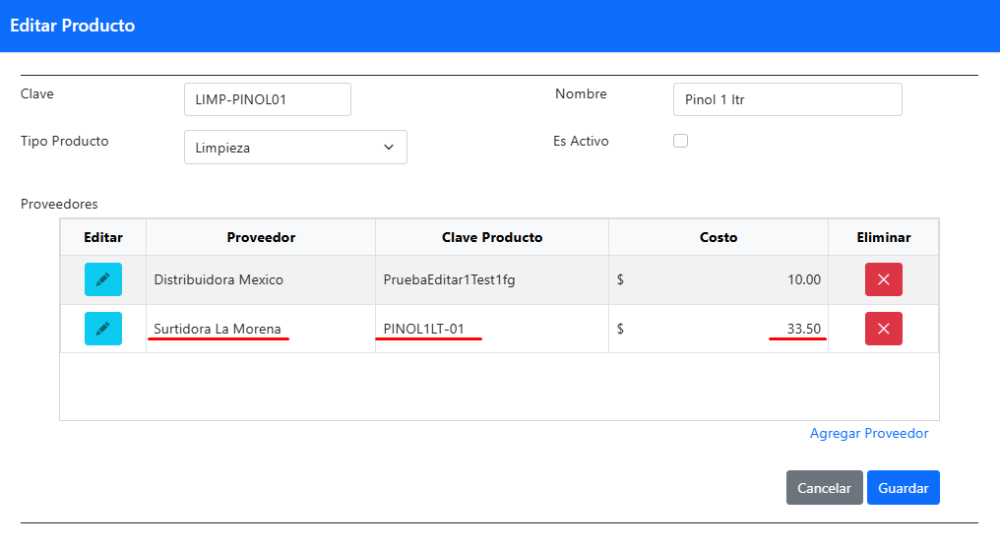 Editar Producto
Clave LIMP-PINOL01 Nombre Pinol 1 ltr
Tipo Producto Limpieza Es Activo
Proveedores
Editar Proveedor Clave Producto Costo Eliminar
Distribuidora Mexico PruebaEditar1Test1fg $ 10.00
Surtidora La Morena PINOL1LT-01 $ 33.50
Agregar Proveedor
Cancelar Guardar